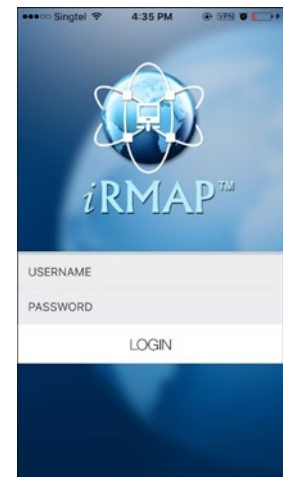 Singtel 4:35 PM VPN
iRMAP™
USERNAME
PASSWORD
LOGIN